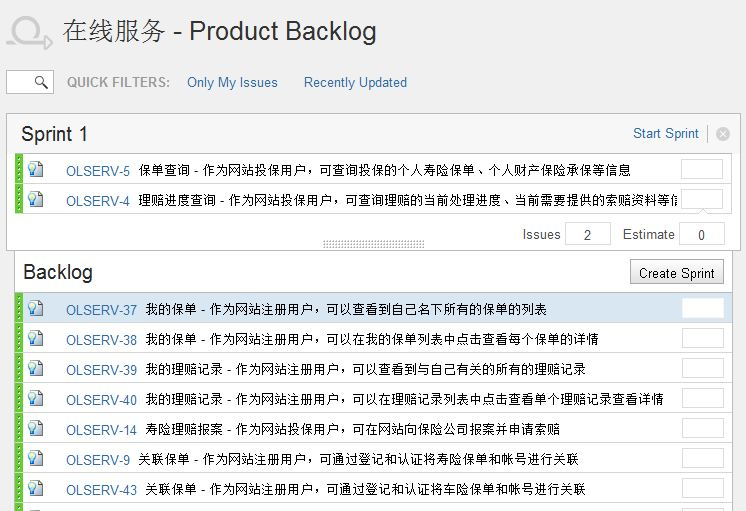 在线服务 - Product Backlog
QUICK FILTERS: Only My Issues Recently Updated
Sprint 1 Start Sprint
OLSERV-5 保单查询 - 作为网站投保用户，可查询投保的个人寿险保单、个人财产保险承保等信息
OLSERV-4 理赔进度查询 - 作为网站投保用户，可查询理赔的当前处理进度、当前需要提供的索赔资料等
Issues 2 Estimate 0
Backlog Create Sprint
OLSERV-37 我的保单 - 作为网站注册用户，可以查看到自己名下所有的保单的列表
OLSERV-38 我的保单 - 作为网站注册用户，可以在我的保单列表中点击查看每个保单的详情
OLSERV-39 我的理赔记录 - 作为网站注册用户，可以查看到与自己有关的所有的理赔记录
OLSERV-40 我的理赔记录 - 作为网站注册用户，可以在理赔记录列表中点击查看单个理赔记录查看详情
OLSERV-14 寿险理赔报案 - 作为网站投保用户，可在网站向保险公司报案并申请索赔
OLSERV-9 关联保单 - 作为网站注册用户，可通过登记和认证将寿险保单和帐号进行关联
OLSERV-43 关联保单 - 作为网站注册用户，可通过登记和认证将车险保单和帐号进行关联